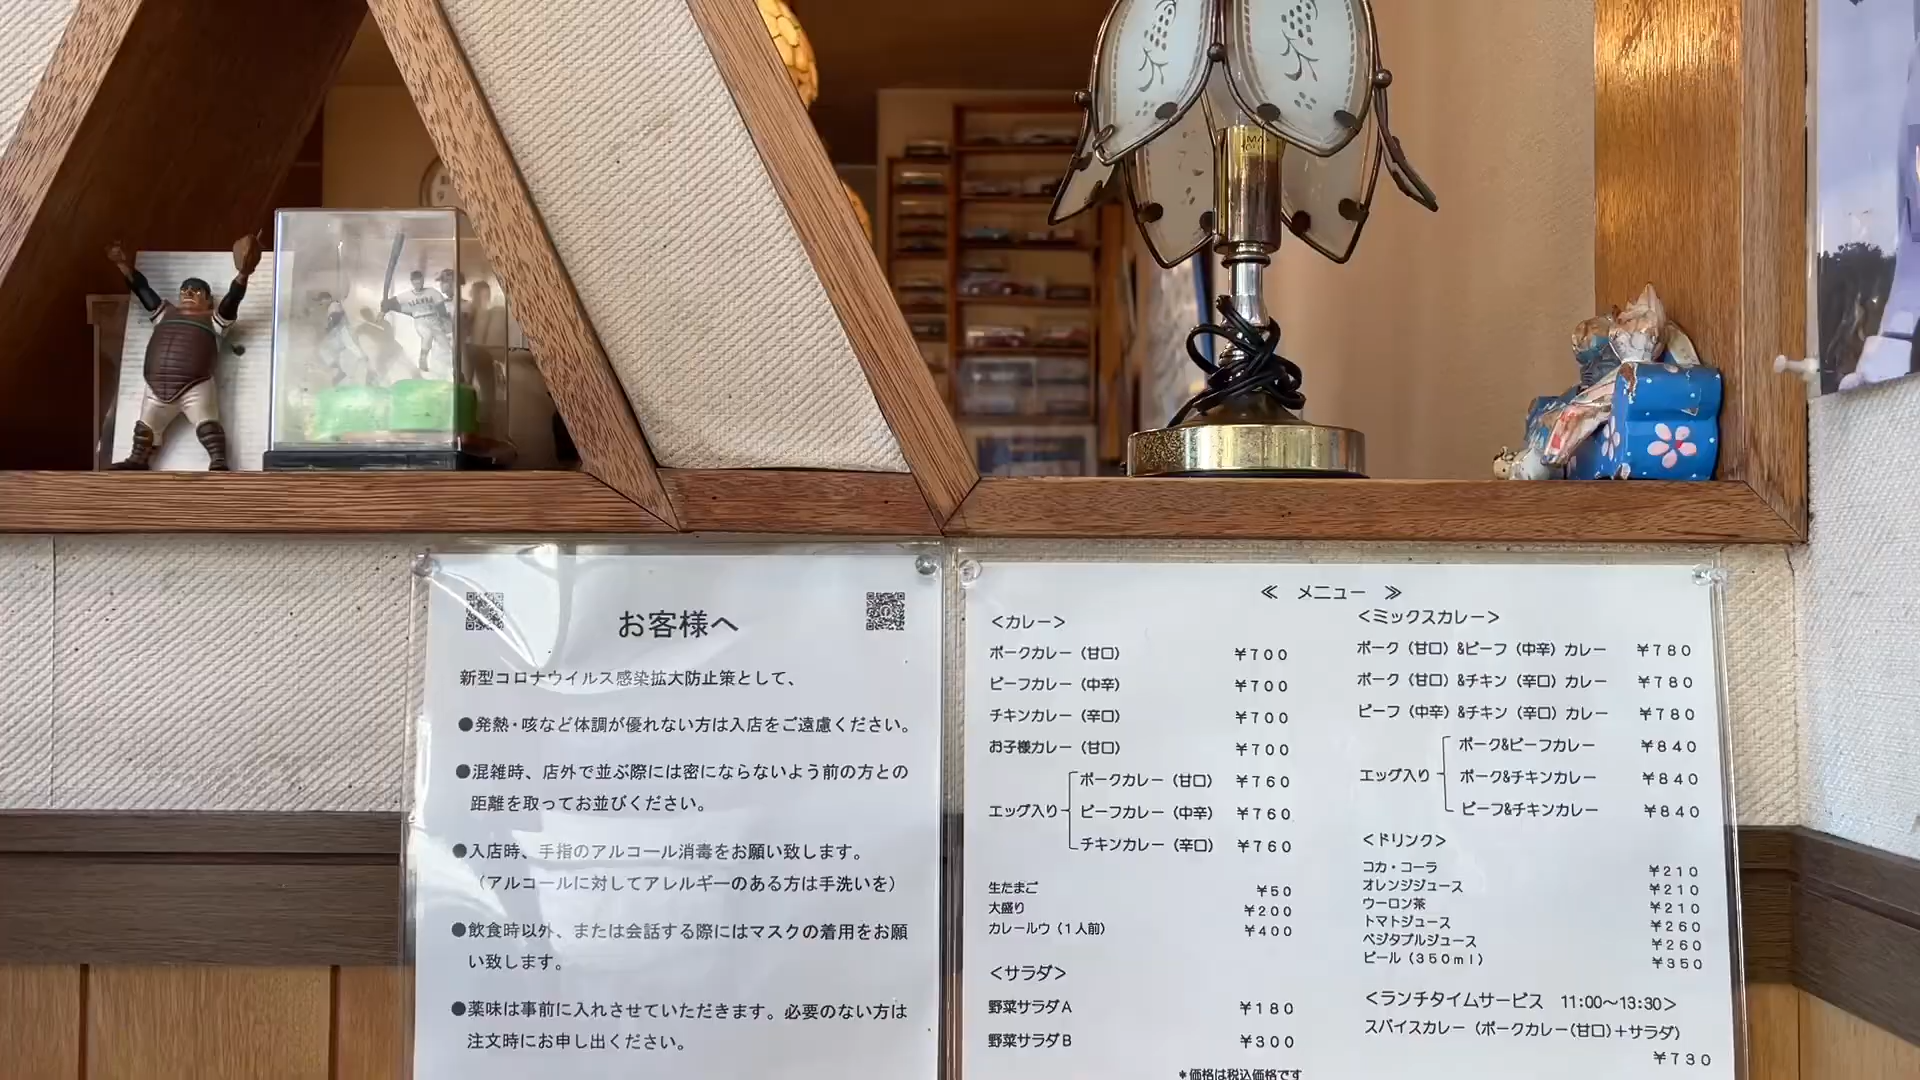 お客様へ
新型コロナウイルス感染拡大防止策として、
●発熱・咳など体調が優れない方は入店をご遠慮ください。
●混雑時、店外で並ぶ際には密にならないよう前の方との
距離を取ってお並びください。
●入店時、手指のアルコール消毒をお願い致します。
（アルコールに対してアレルギーのある方は手洗いを）
●飲食時以外、または会話する際にはマスクの着用をお願
い致します。
●薬味は事前に入れさせていただきます。必要のない方は
注文時にお申し出ください。
≪ メニュー ≫
＜カレー＞
ポークカレー（甘口） ￥７００
ビーフカレー（中辛） ￥７００
チキンカレー（辛口） ￥７００
お子様カレー（甘口） ￥７００
エッグ入り
ポークカレー（甘口） ￥７６０
ビーフカレー（中辛） ￥７６０
チキンカレー（辛口） ￥７６０
生たまご ￥５０
大盛り ￥２００
カレールウ（１人前） ￥４００
＜サラダ＞
野菜サラダＡ ￥１８０
野菜サラダＢ ￥３００
＊価格は税込価格です
＜ミックスカレー＞
ポーク（甘口）&ビーフ（中辛）カレー ￥７８０
ポーク（甘口）&チキン（辛口）カレー ￥７８０
ビーフ（中辛）&チキン（辛口）カレー ￥７８０
エッグ入り
ポーク&ビーフカレー ￥８４０
ポーク&チキンカレー ￥８４０
ビーフ&チキンカレー ￥８４０
＜ドリンク＞
コカ・コーラ ￥２１０
オレンジジュース ￥２１０
ウーロン茶 ￥２１０
トマトジュース ￥２６０
ベジタブルジュース ￥２６０
ビール（３５０ｍｌ） ￥３５０
＜ランチタイムサービス 11:00～13:30＞
スパイスカレー（ポークカレー(甘口)＋サラダ）
￥７３０